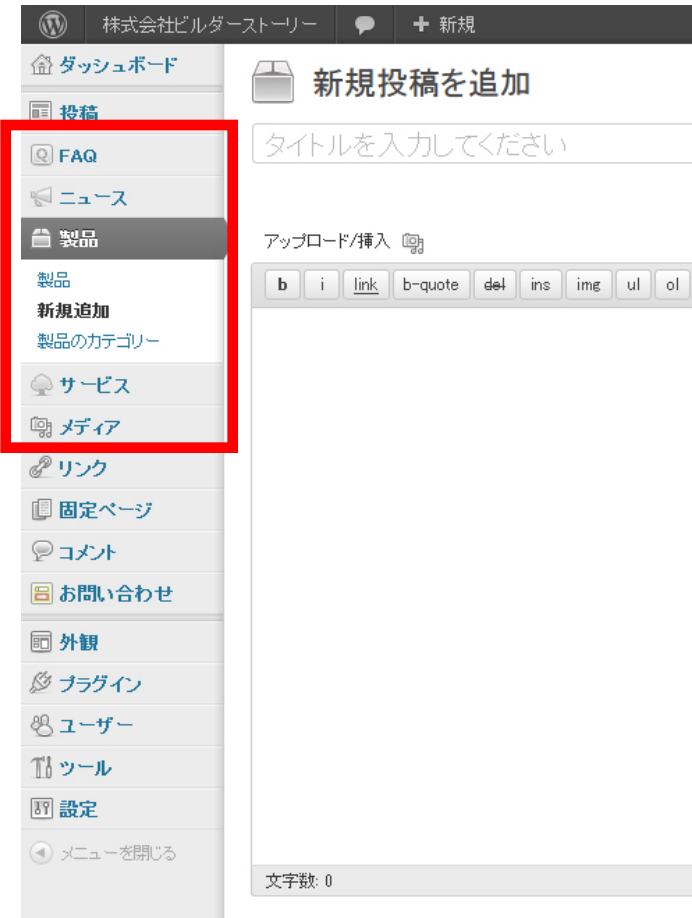 株式会社ビルダーストーリー
新規
ダッシュボード
投稿
FAQ
ニュース
製品
製品
新規追加
製品のカテゴリー
サービス
メディア
リンク
固定ページ
コメント
お問い合わせ
外観
プラグイン
ユーザー
ツール
設定
メニューを閉じる
新規投稿を追加
タイトルを入力してください
アップロード/挿入
b i link b-quote del ins img ul ol
文字数: 0